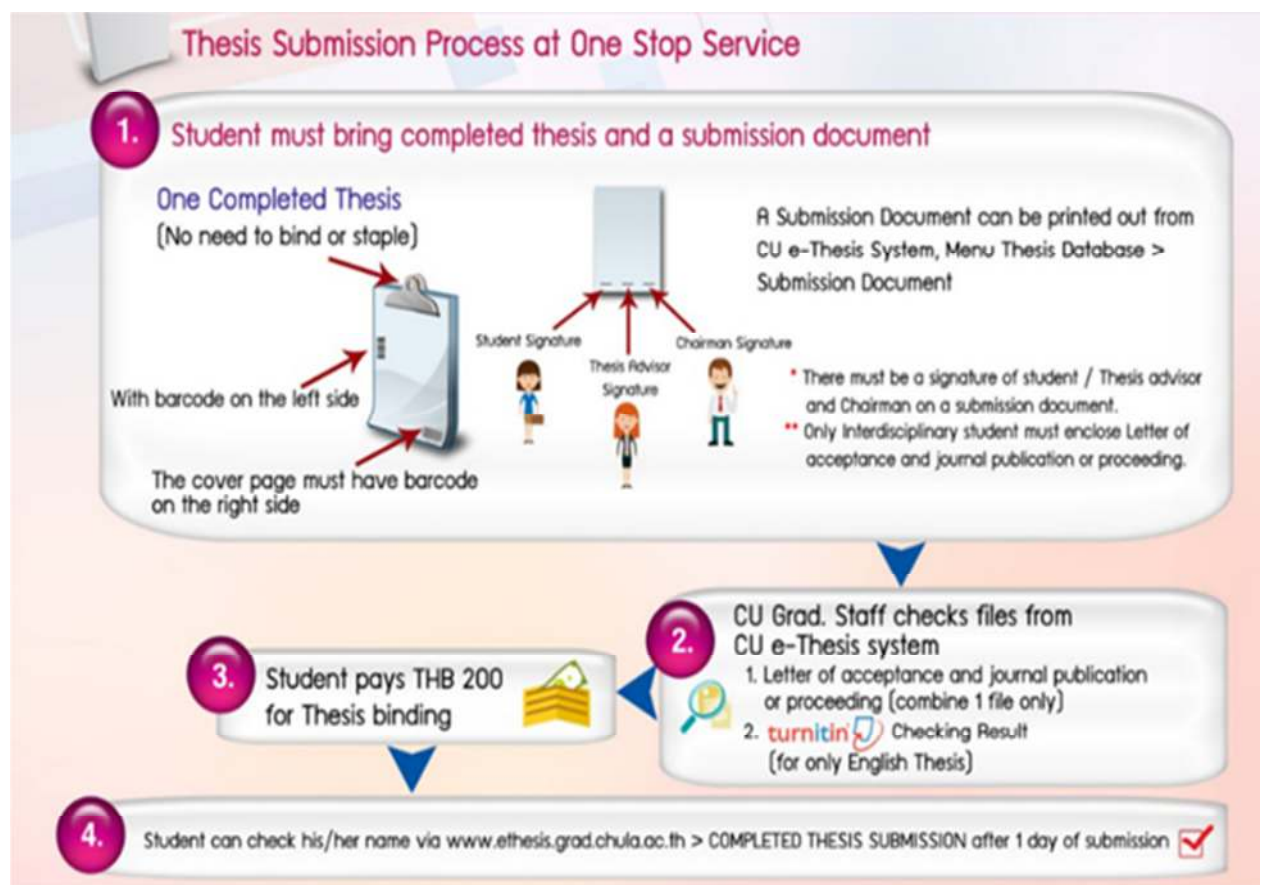 Thesis Submission Process at One Stop Service
1.
Student must bring completed thesis and a submission document
One Completed Thesis
(No need to bind or staple)
With barcode on the left side
The cover page must have barcode
on the right side
Student Signature
Thesis Advisor
Signature
Chairman Signature
A Submission Document can be printed out from
CU e-Thesis System, Menu Thesis Database >
Submission Document
* There must be a signature of student / Thesis advisor
and Chairman on a submission document.
** Only Interdisciplinary student must enclose Letter of
acceptance and journal publication or proceeding.
2.
CU Grad. Staff checks files from
CU e-Thesis system
1. Letter of acceptance and journal publication
or proceeding (combine 1 file only)
2. turnitin Checking Result
(for only English Thesis)
3.
Student pays THB 200
for Thesis binding
4.
Student can check his/her name via www.ethesis.grad.chula.ac.th > COMPLETED THESIS SUBMISSION after 1 day of submission